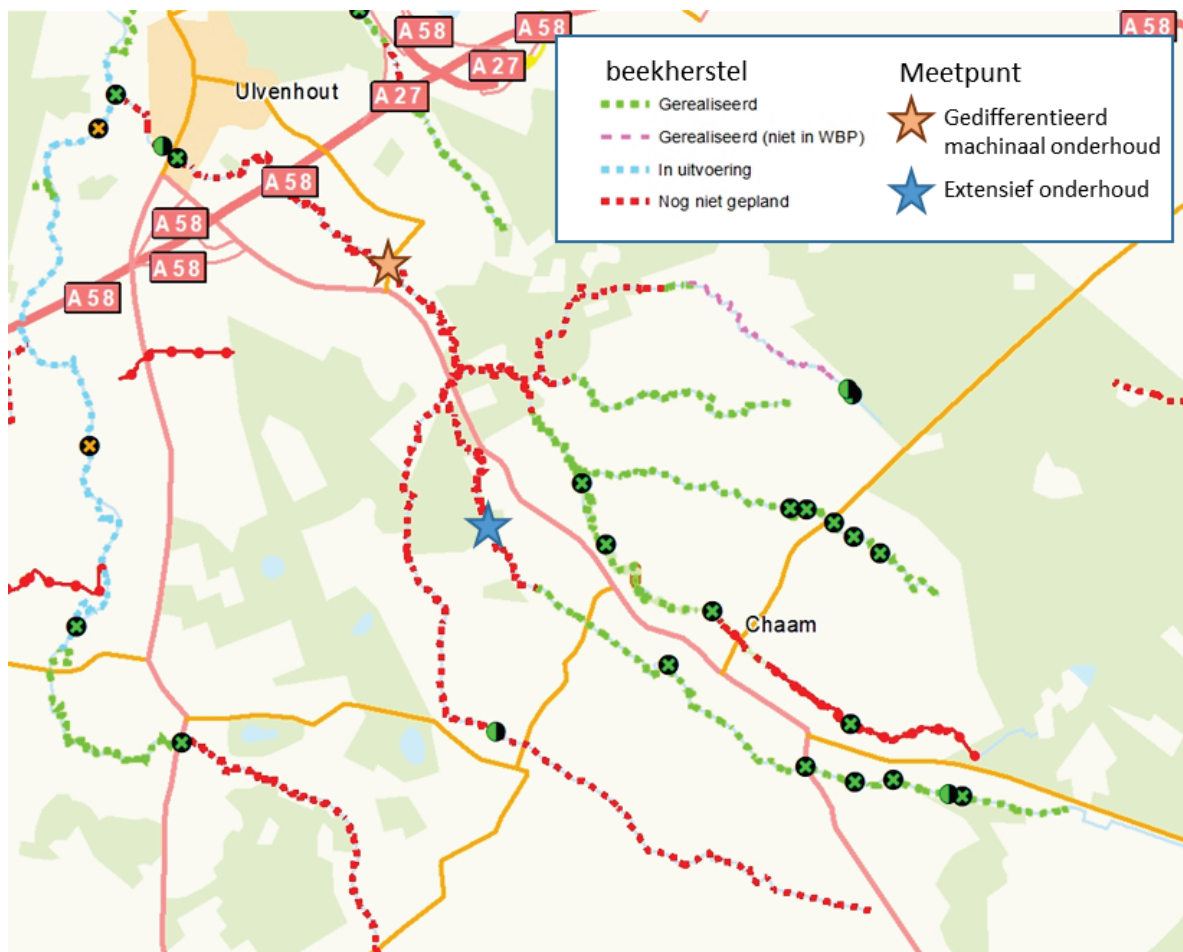 A 58
A 58
A 58
A 27
A 27
Ulvenhout
A 58
A 58
A 58
A 58
beekherstel
Gerealiseerd
Gerealiseerd (niet in WBP)
In uitvoering
Nog niet gepland
Meetpunt
Gedifferentieerd
machinaal onderhoud
Extensief onderhoud
Chaam